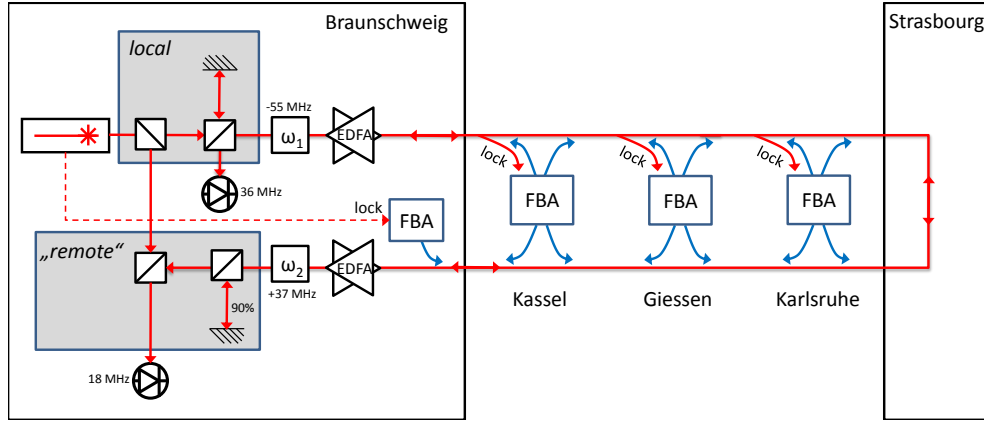 Braunschweig
Strasbourg
local
-55 MHz
ω1
EDFA
36 MHz
lock
lock
lock
lock
FBA
FBA
FBA
FBA
„remote“
ω2
EDFA
+37 MHz
90%
18 MHz
Kassel
Giessen
Karlsruhe